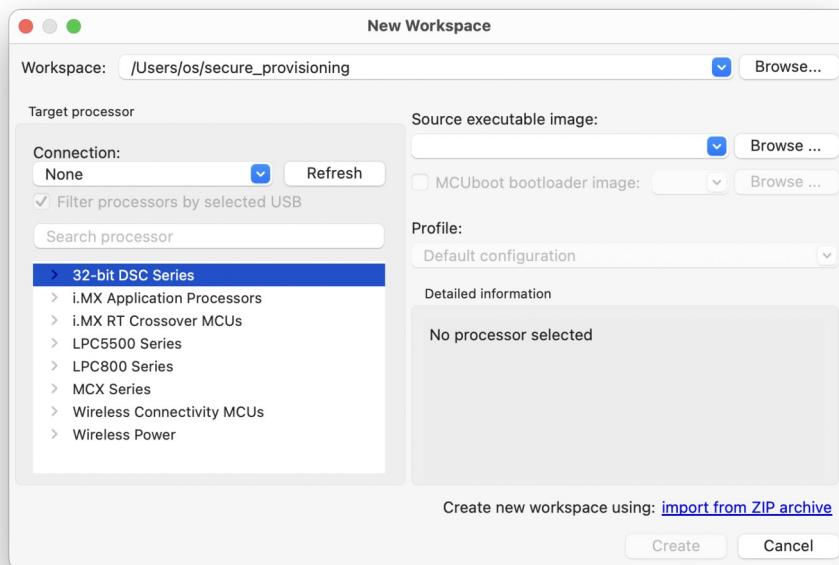 New Workspace
Workspace: /Users/os/secure_provisioning Browse...
Target processor
Connection:
None Refresh
Filter processors by selected USB
Search processor
32-bit DSC Series
i.MX Application Processors
i.MX RT Crossover MCUs
LPC5500 Series
LPC800 Series
MCX Series
Wireless Connectivity MCUs
Wireless Power
Source executable image:
Browse ...
MCUboot bootloader image: Browse ...
Profile:
Default configuration
Detailed information
No processor selected
Create new workspace using: import from ZIP archive
Create Cancel